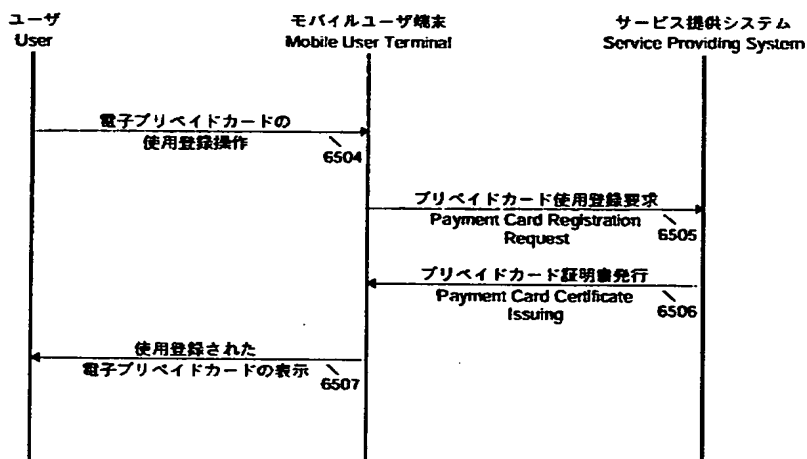 ユーザ
User
モバイルユーザ端末
Mobile User Terminal
サービス提供システム
Service Providing System
電子プリペイドカードの
使用登録操作
6504
プリペイドカード使用登録要求
Payment Card Registration
Request
6505
プリペイドカード証明書発行
Payment Card Certificate
Issuing
6506
使用登録された
電子プリペイドカードの表示
6507